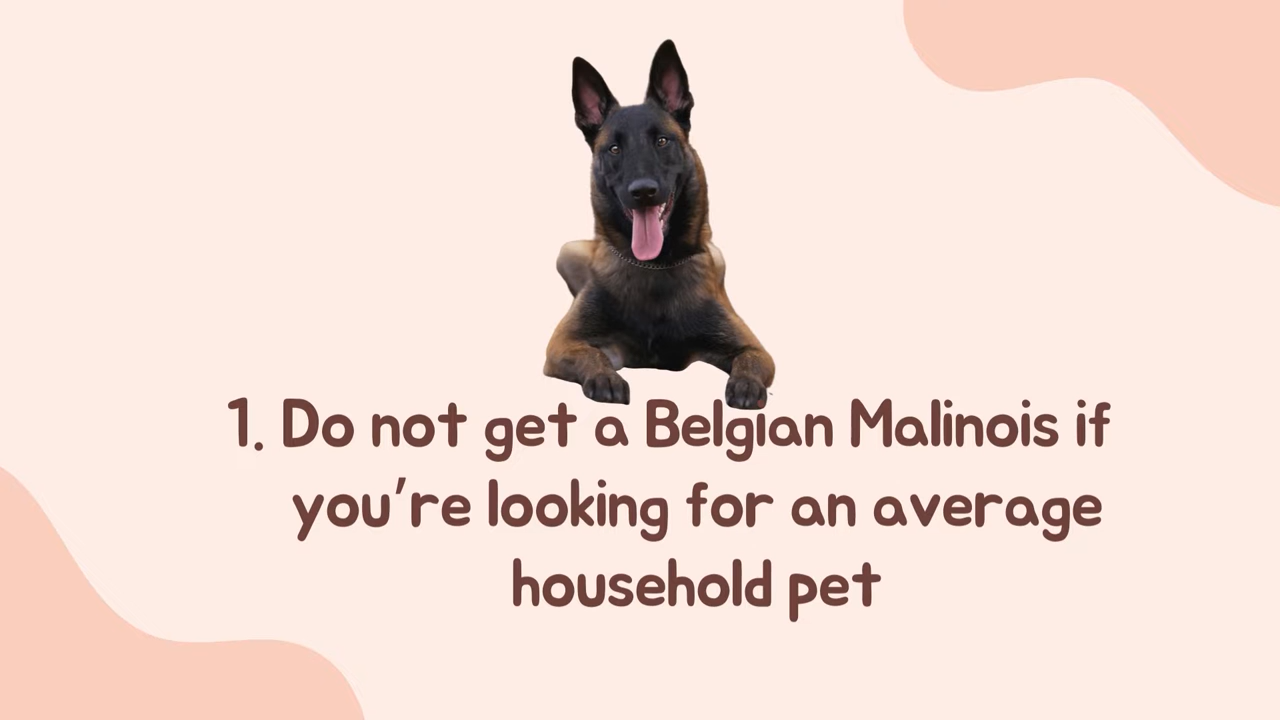 1. Do not get a Belgian Malinois if
you're looking for an average
household pet